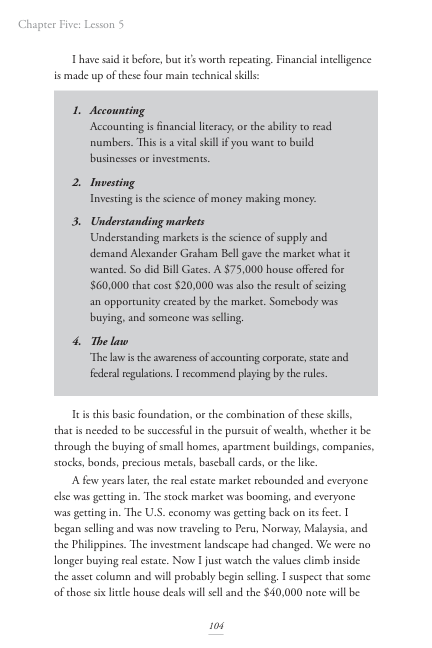 Chapter Five: Lesson 5
I have said it before, but it's worth repeating. Financial intelligence
is made up of these four main technical skills:
1. Accounting
Accounting is financial literacy, or the ability to read
numbers. This is a vital skill if you want to build
businesses or investments.
2. Investing
Investing is the science of money making money.
3. Understanding markets
Understanding markets is the science of supply and
demand Alexander Graham Bell gave the market what it
wanted. So did Bill Gates. A $75,000 house offered for
$60,000 that cost $20,000 was also the result of seizing
an opportunity created by the market. Somebody was
buying, and someone was selling.
4. The law
The law is the awareness of accounting corporate, state and
federal regulations. I recommend playing by the rules.
It is this basic foundation, or the combination of these skills,
that is needed to be successful in the pursuit of wealth, whether it be
through the buying of small homes, apartment buildings, companies,
stocks, bonds, precious metals, baseball cards, or the like.
A few years later, the real estate market rebounded and everyone
else was getting in. The stock market was booming, and everyone
was getting in. The U.S. economy was getting back on its feet. I
began selling and was now traveling to Peru, Norway, Malaysia, and
the Philippines. The investment landscape had changed. We were no
longer buying real estate. Now I just watch the values climb inside
the asset column and will probably begin selling. I suspect that some
of those six little house deals will sell and the $40,000 note will be
104